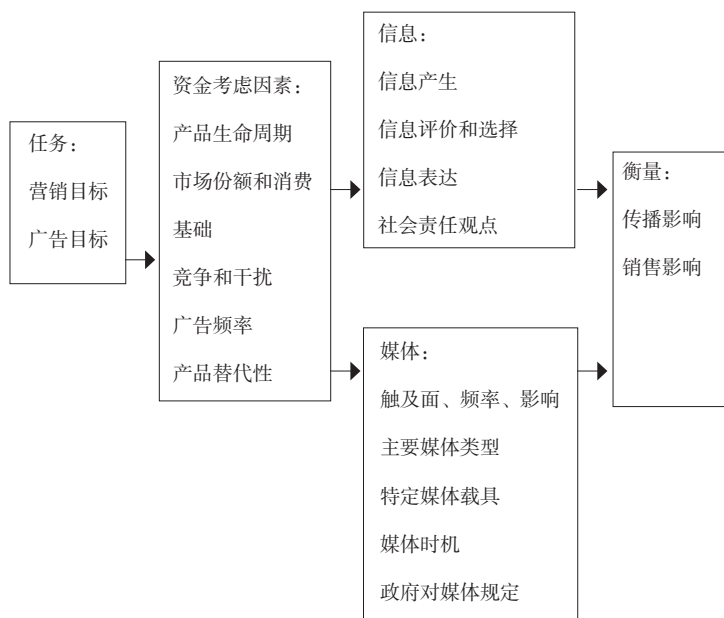 任务：
营销目标
广告目标
资金考虑因素：
产品生命周期
市场份额和消费
基础
竞争和干扰
广告频率
产品替代性
信息：
信息产生
信息评价和选择
信息表达
社会责任观点
媒体：
触及面、频率、影响
主要媒体类型
特定媒体载具
媒体时机
政府对媒体规定
衡量：
传播影响
销售影响